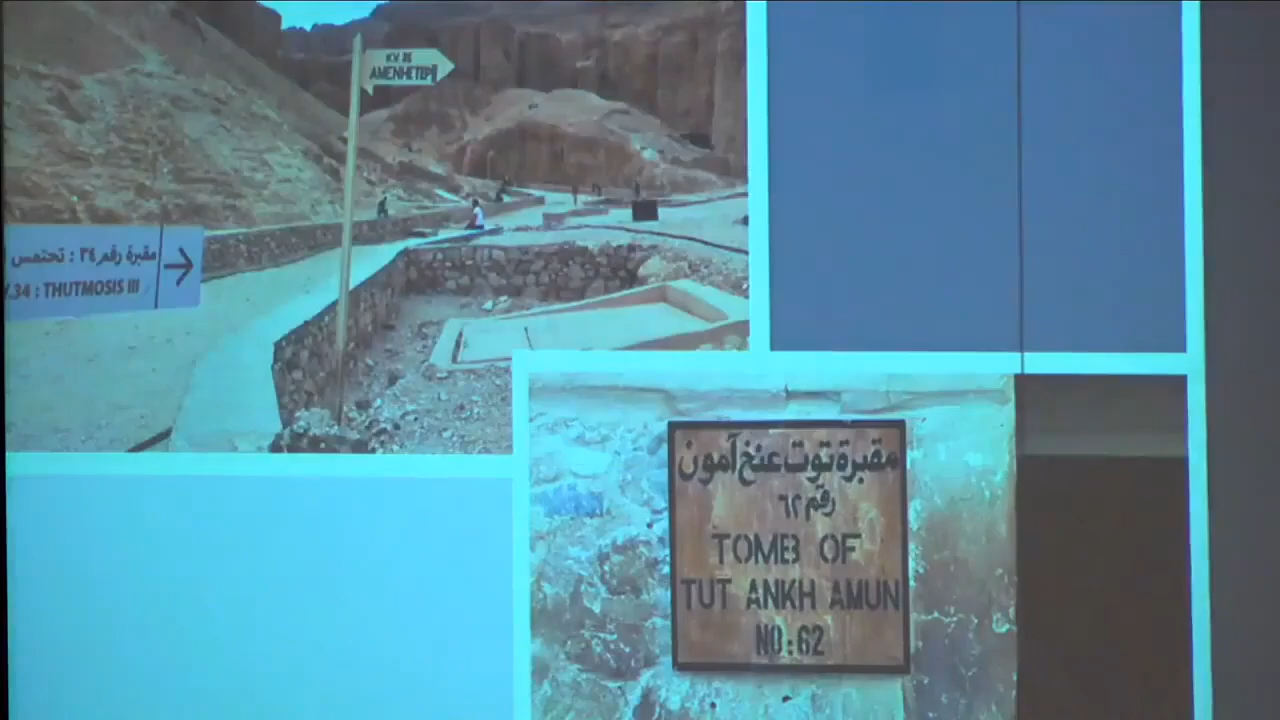 KV 35
AMENHETEP II
مقبرة رقم ٣٤ : تحتمس
.34 : THUTMOSIS III
مقبرة توت عنخ آمون
رقم ٦٢
TOMB OF
TUT ANKH AMUN
NO:62